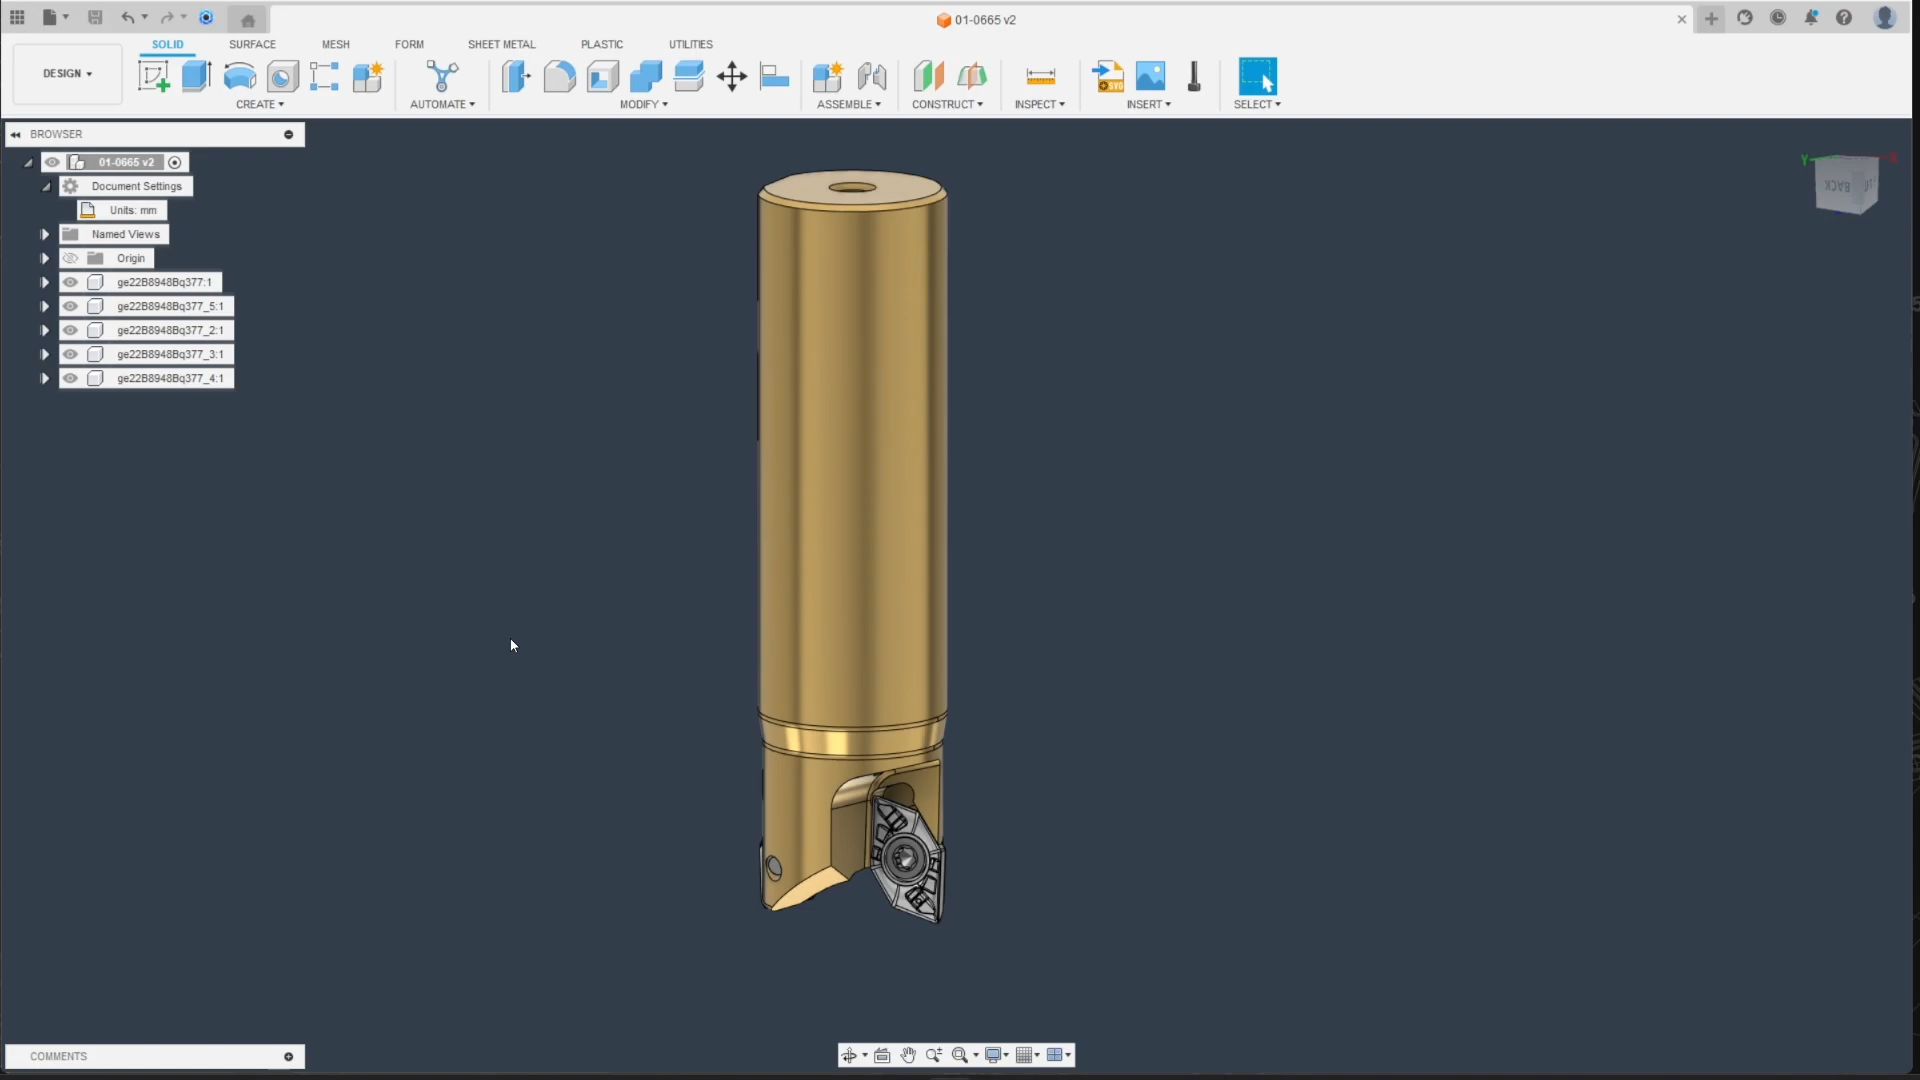 01-0665 v2
SOLID SURFACE MESH FORM SHEET METAL PLASTIC UTILITIES
DESIGN
CREATE AUTOMATE MODIFY ASSEMBLE CONSTRUCT INSPECT INSERT SELECT
SVG
BROWSER
01-0665 v2
Document Settings
Units: mm
Named Views
Origin
ge22B8948Bq377:1
ge22B8948Bq377_5:1
ge22B8948Bq377_2:1
ge22B8948Bq377_3:1
ge22B8948Bq377_4:1
Y X
BACK
COMMENTS